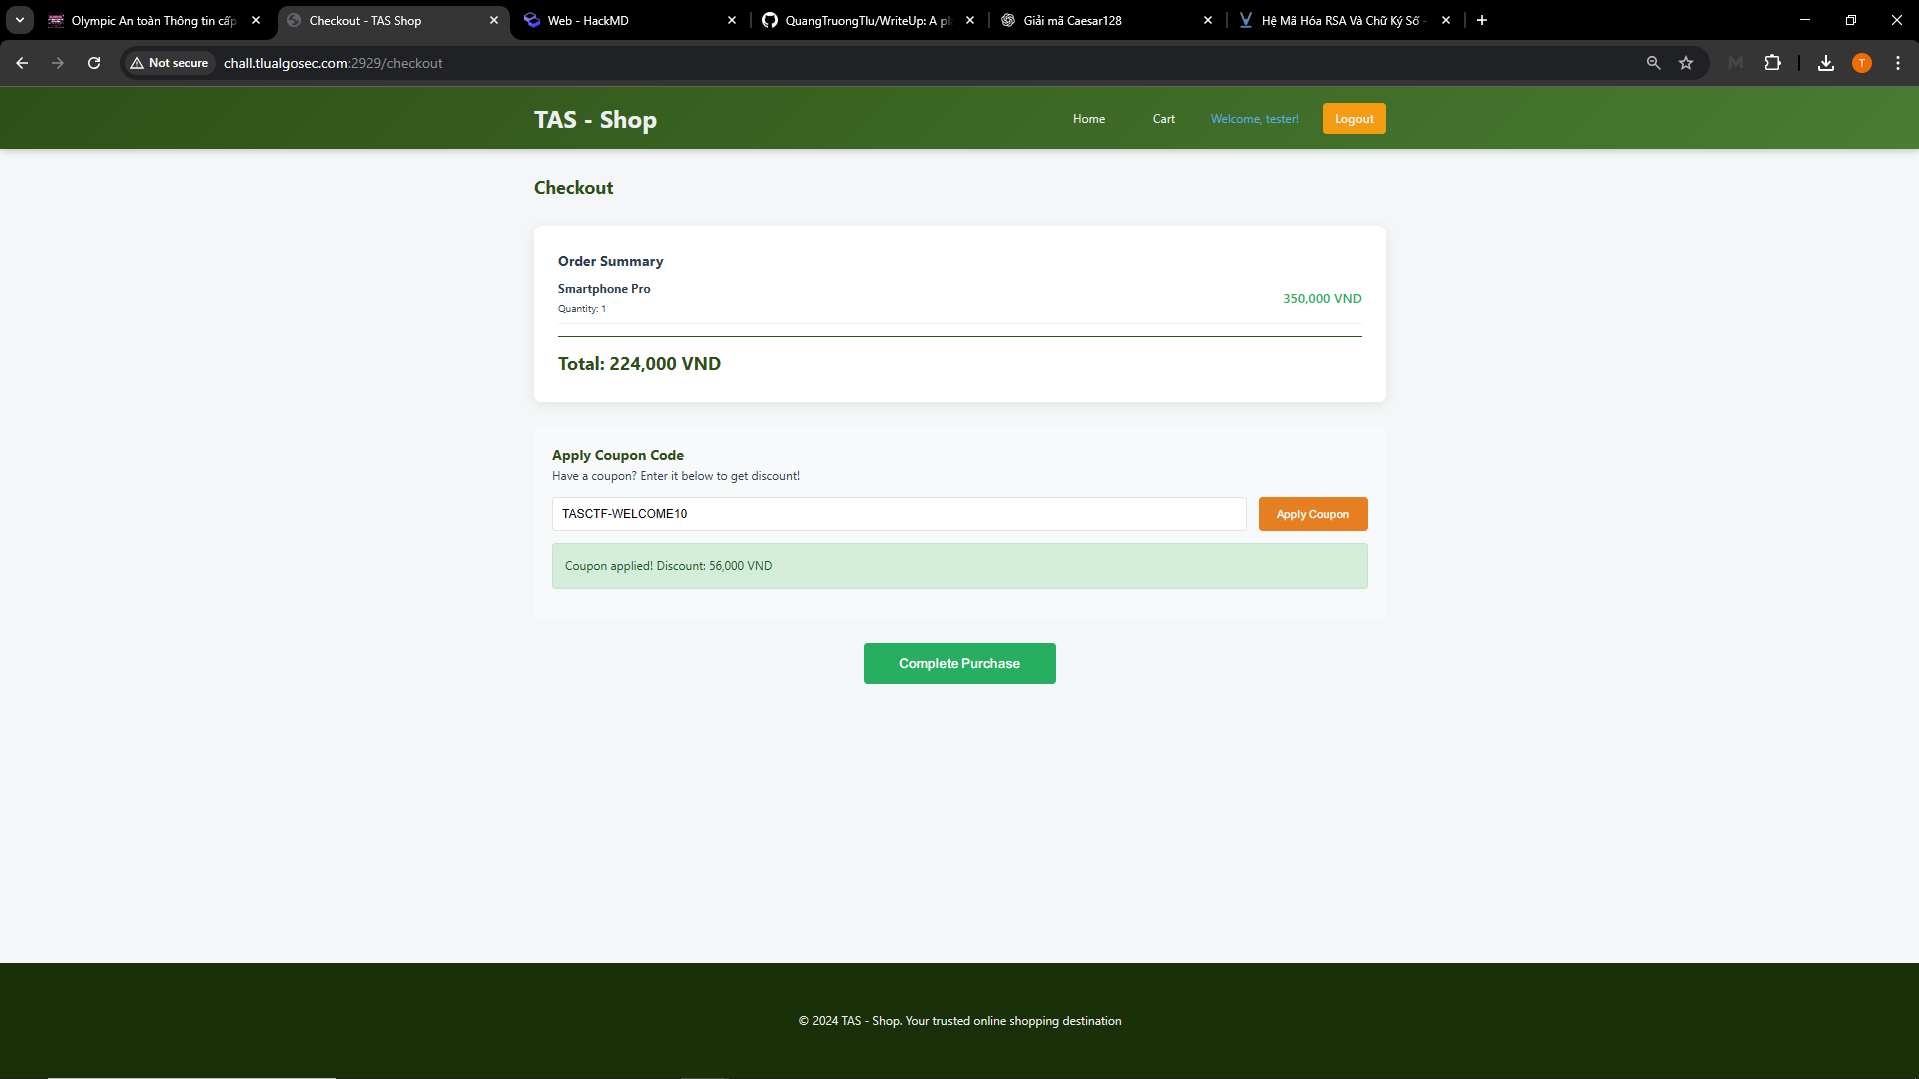 Olympic An toàn Thông tin cấp
Checkout - TAS Shop
Web - HackMD
QuangTruongTlu/WriteUp: A pl
Giải mã Caesar128
Hệ Mã Hóa RSA Và Chữ Ký Số -
Not secure
chall.tlualgosec.com:2929/checkout
M
T
TAS - Shop
Home
Cart
Welcome, tester!
Logout
Checkout
Order Summary
Smartphone Pro
Quantity: 1
350,000 VND
Total: 224,000 VND
Apply Coupon Code
Have a coupon? Enter it below to get discount!
TASCTF-WELCOME10
Apply Coupon
Coupon applied! Discount: 56,000 VND
Complete Purchase
© 2024 TAS - Shop. Your trusted online shopping destination